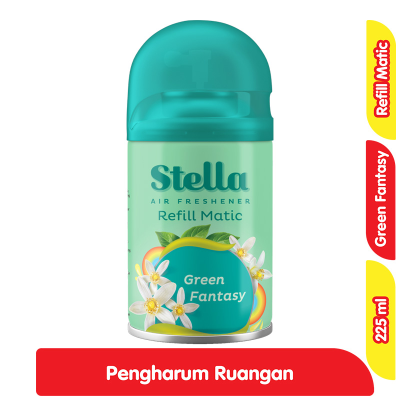 Stella
AIR FRESHENER
Refill Matic
Green
Fantasy
Refill Matic
Green Fantasy
225 ml
Pengharum Ruangan